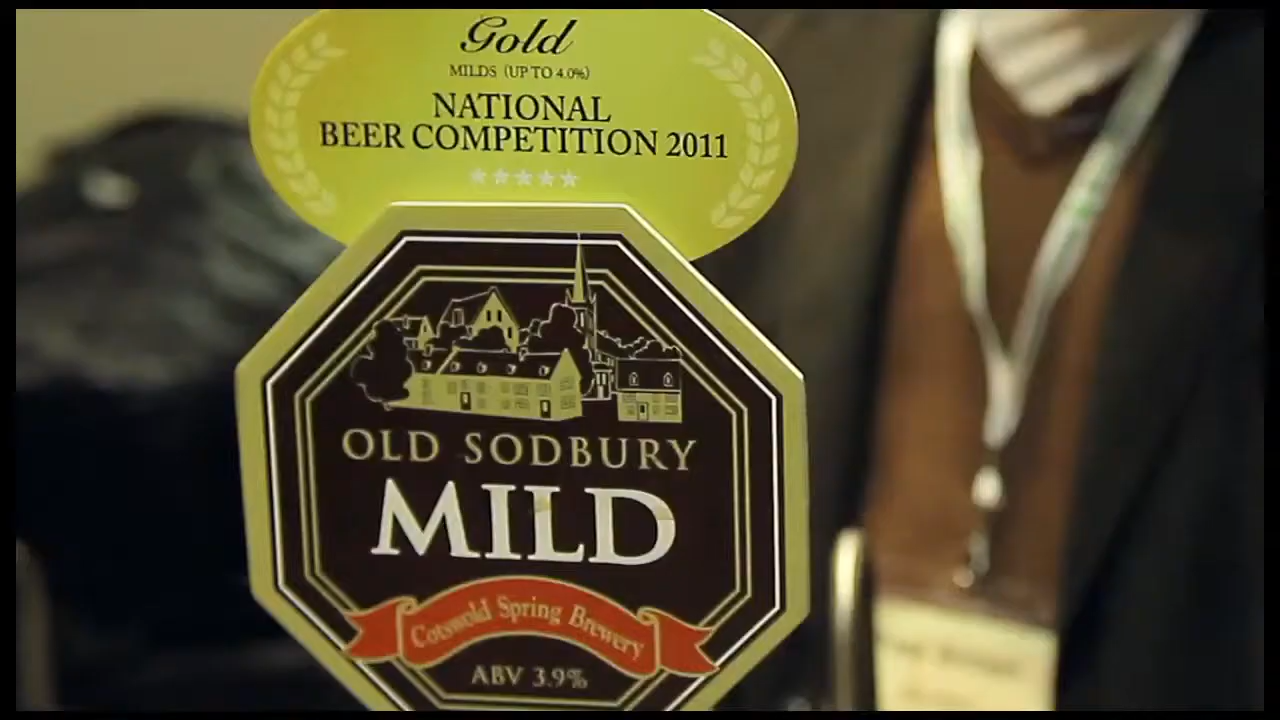 Gold
MILDS (UP TO 4.0%)
NATIONAL
BEER COMPETITION 2011
OLD SODBURY
MILD
Cotswold Spring Brewery
ABV 3.9%